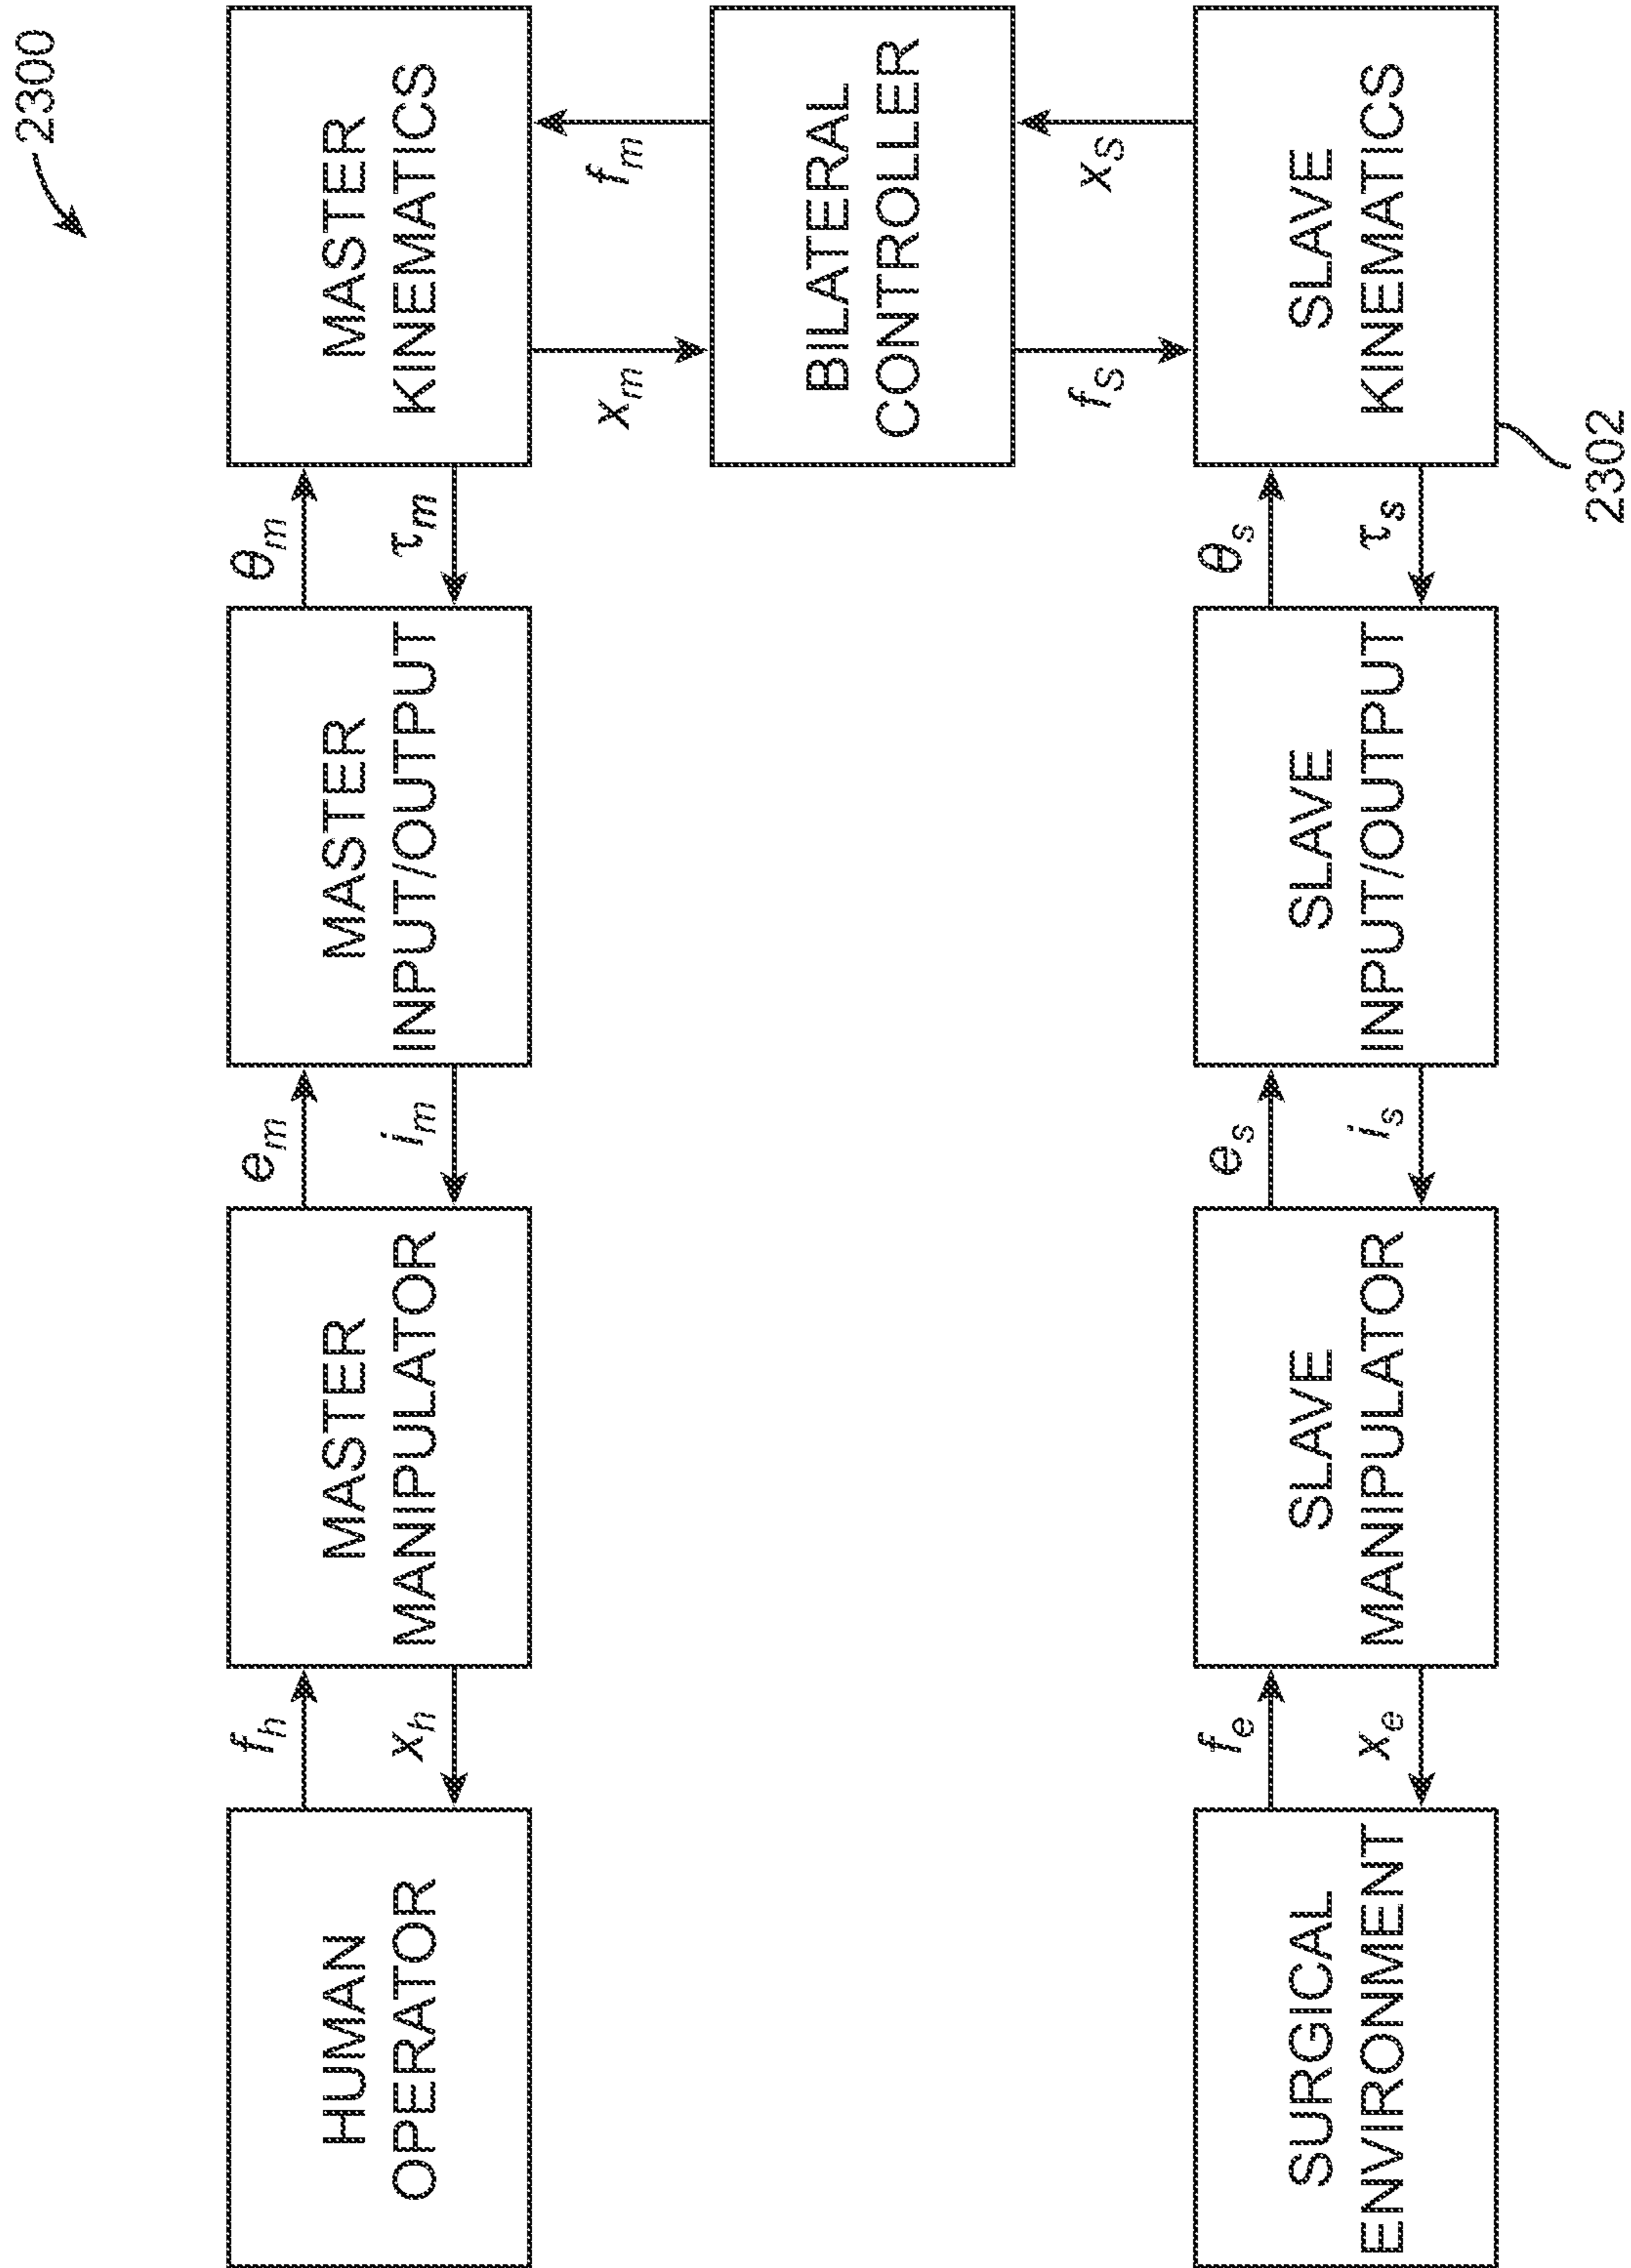 2300
HUMAN
OPERATOR
f_h
x_h
MASTER
MANIPULATOR
e_m
i_m
MASTER
INPUT/OUTPUT
θ_m
τ_m
MASTER
KINEMATICS
x_m
f_m
BILATERAL
CONTROLLER
f_S
x_S
SURGICAL
ENVIRONMENT
f_e
x_e
SLAVE
MANIPULATOR
e_s
i_s
SLAVE
INPUT/OUTPUT
θ_s
τ_s
SLAVE
KINEMATICS
2302